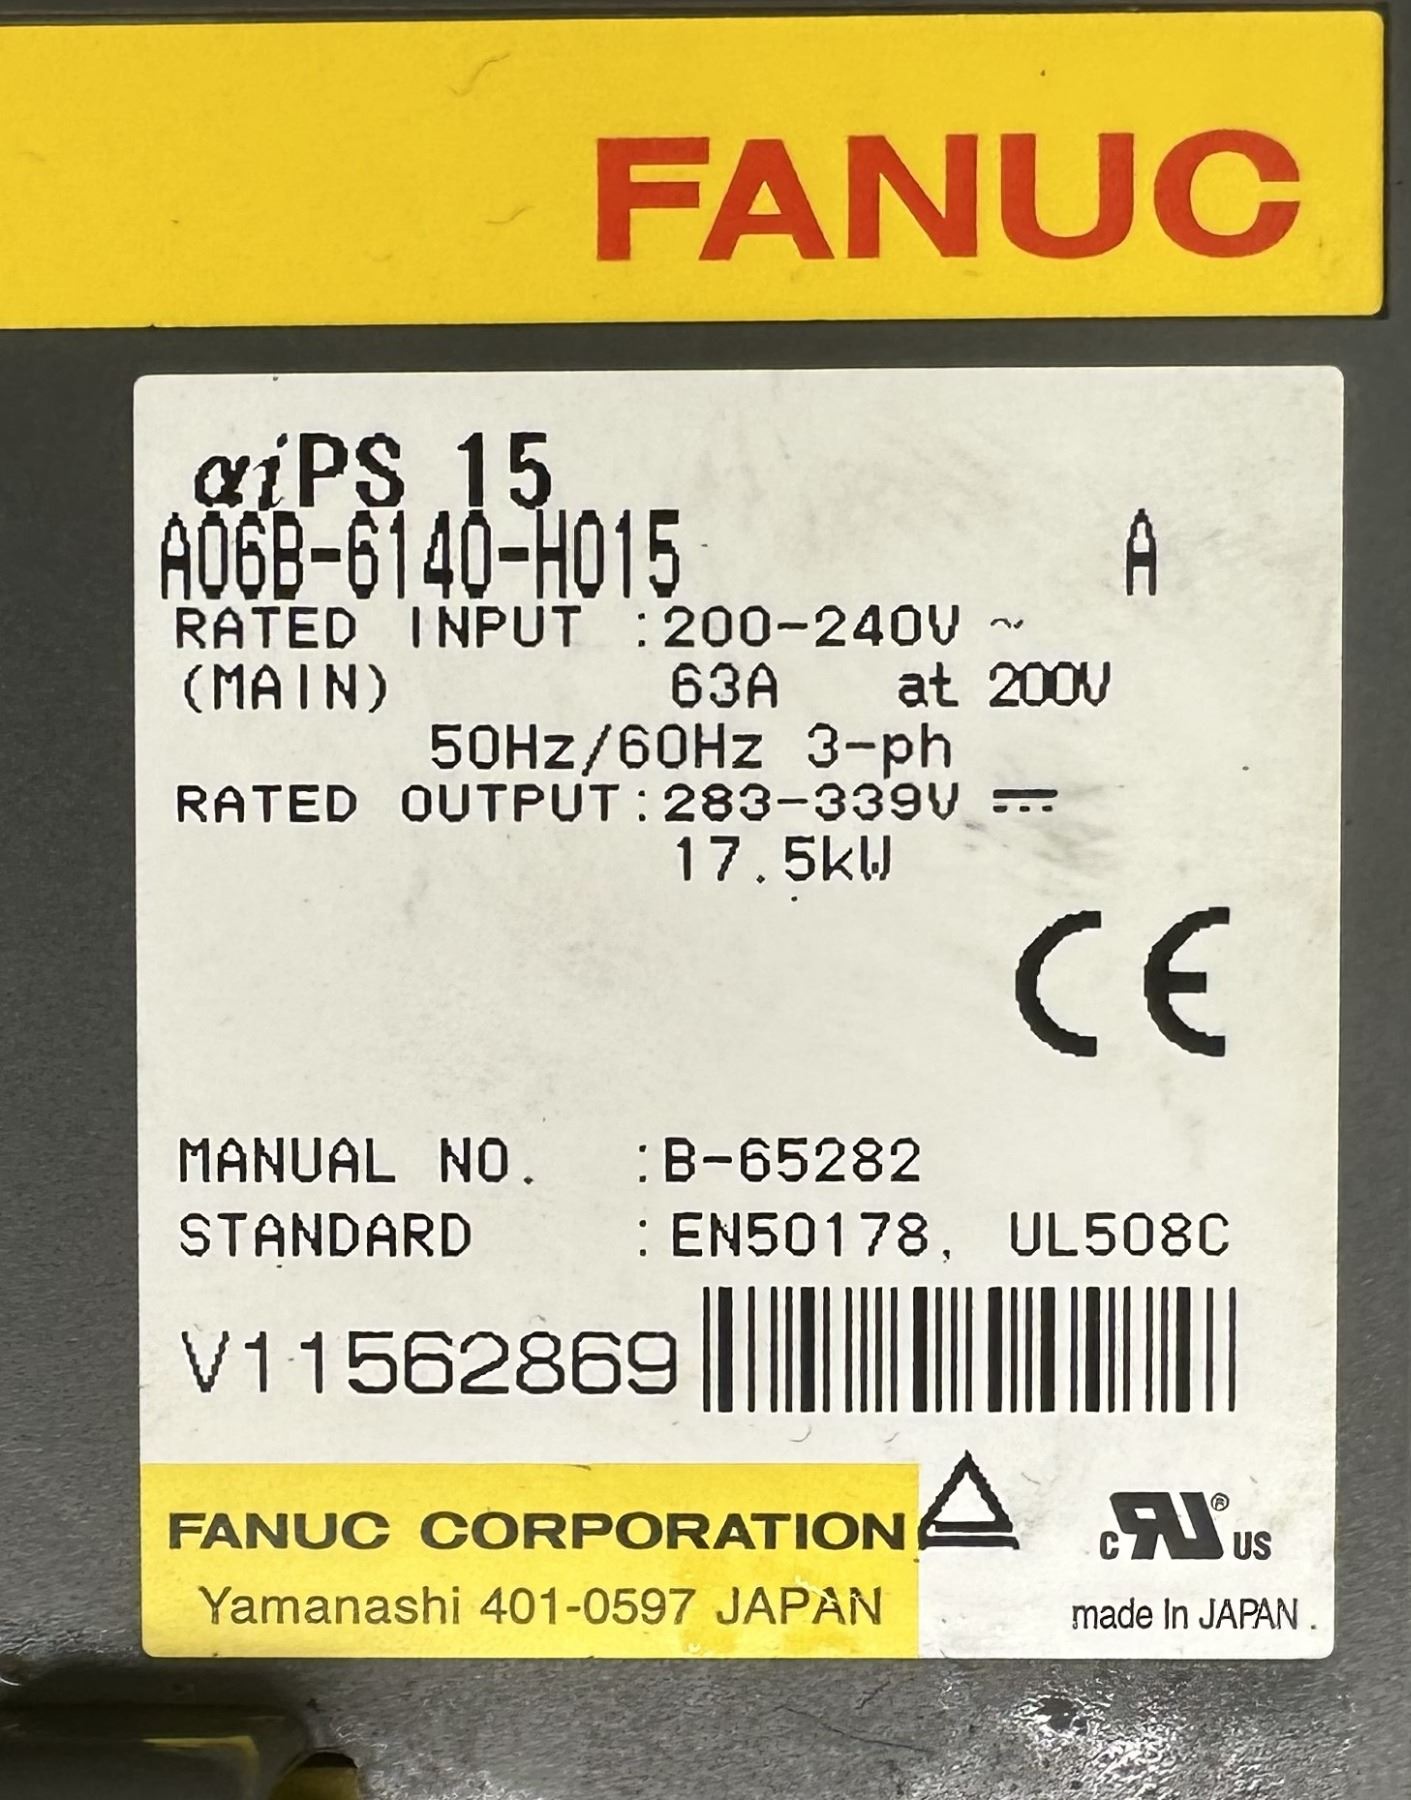 FANUC
αiPS 15
A06B-6140-H015 A
RATED INPUT :200-240V ~
(MAIN) 63A at 200V
50Hz/60Hz 3-ph
RATED OUTPUT:283-339V ⎓
17.5kW
CE
MANUAL NO. :B-65282
STANDARD :EN50178, UL508C
V11562869
FANUC CORPORATION
Yamanashi 401-0597 JAPAN
c RU ® US
made In JAPAN .